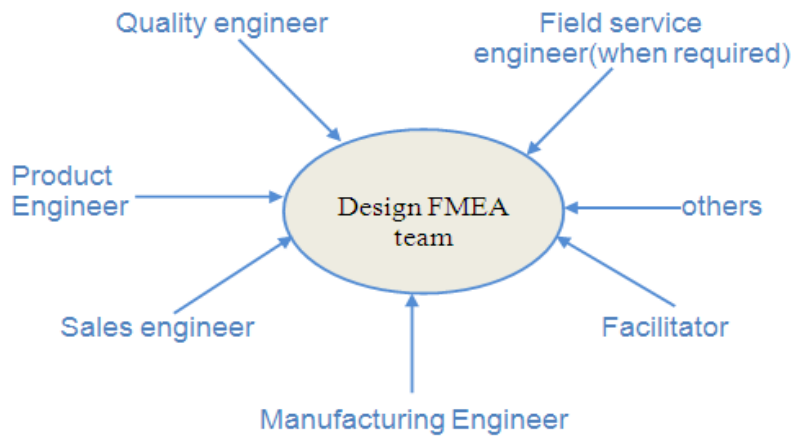 Quality engineer
Field service
engineer(when required)
Product
Engineer
Design FMEA
team
others
Sales engineer
Facilitator
Manufacturing Engineer